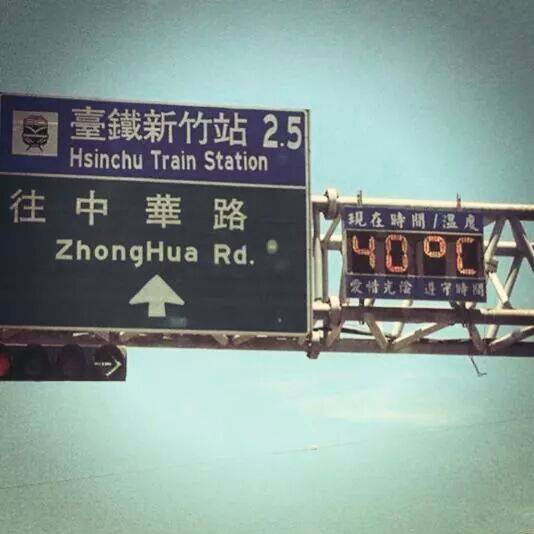 臺鐵新竹站 2.5
Hsinchu Train Station
往中華路
ZhongHua Rd.
現在時間/溫度
40°C
愛惜光陰 遵守時間